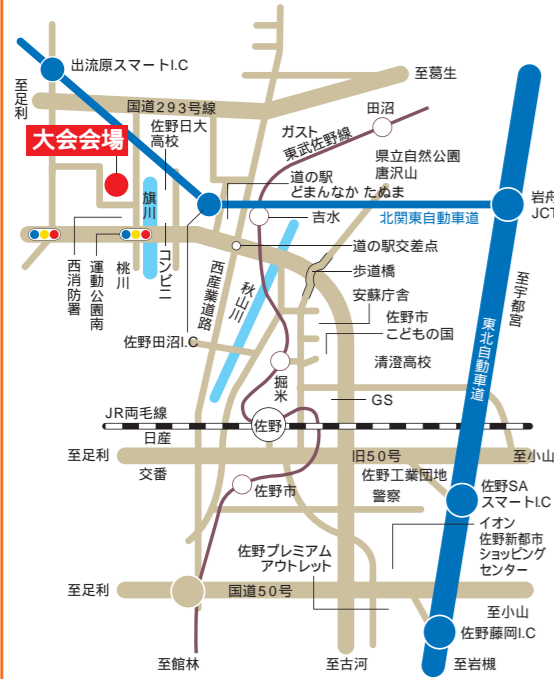 出流原スマートI.C
至葛生
至足利
国道293号線
田沼
ガスト
東武佐野線
佐野日大
高校
大会会場
県立自然公園
唐沢山
道の駅
どまんなか たぬま
旗川
岩舟
JCT
吉水
北関東自動車道
道の駅交差点
西消防署
運動公園南
桃川
コンビニ
西産業道路
秋山川
歩道橋
至宇都宮
安蘇庁舎
佐野市
こどもの国
佐野田沼I.C
東北自動車道
清澄高校
掘米
GS
JR両毛線
佐野
日産
至足利
旧50号
至小山
交番
佐野工業団地
佐野市
警察
佐野SA
スマートI.C
イオン
佐野新都市
ショッピング
センター
佐野プレミアム
アウトレット
至足利
国道50号
至小山
佐野藤岡I.C
至館林
至古河
至岩槻